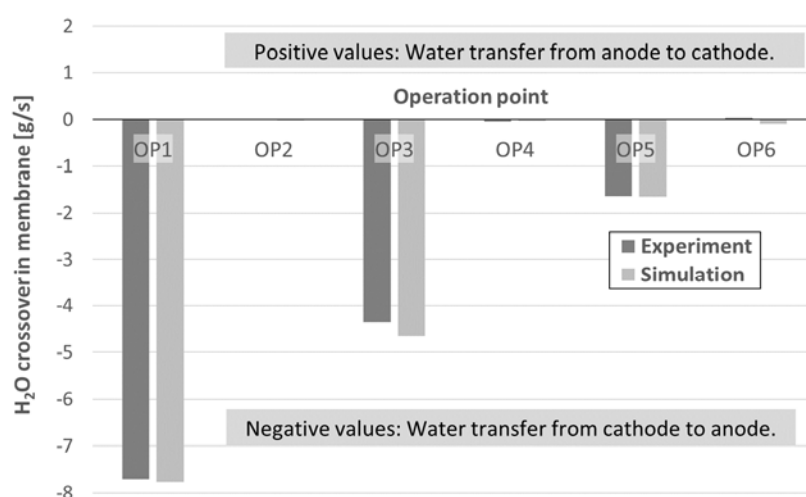 2
Positive values: Water transfer from anode to cathode.
1
Operation point
0
OP1 OP2 OP3 OP4 OP5 OP6
-1
-2
-3
Experiment
Simulation
-4
-5
-6
Negative values: Water transfer from cathode to anode.
-7
-8
H₂O crossover in membrane [g/s]